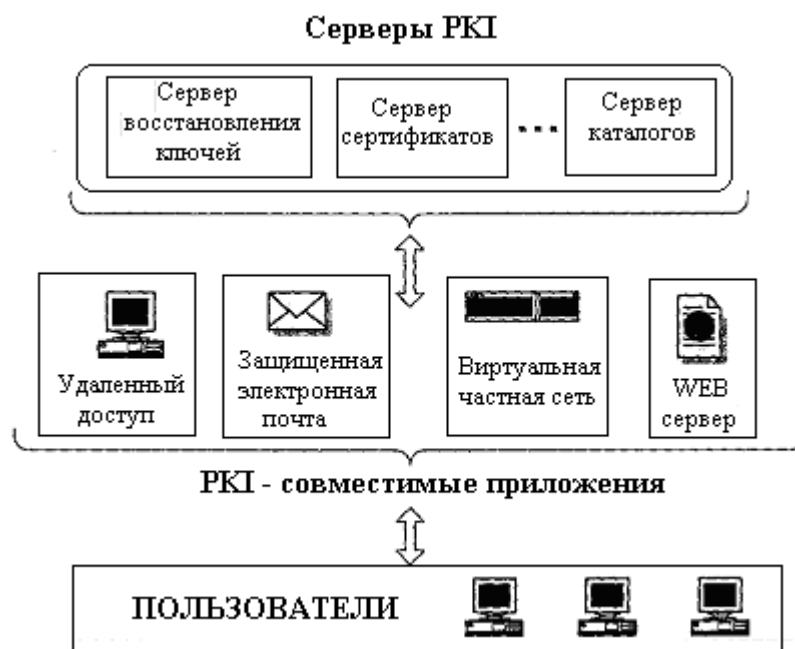 Серверы PKI
Сервер
восстановления
ключей
Сервер
сертификатов
...
Сервер
каталогов
Удаленный
доступ
Защищенная
электронная
почта
Виртуальная
частная сеть
WEB
сервер
PKI - совместимые приложения
ПОЛЬЗОВАТЕЛИ